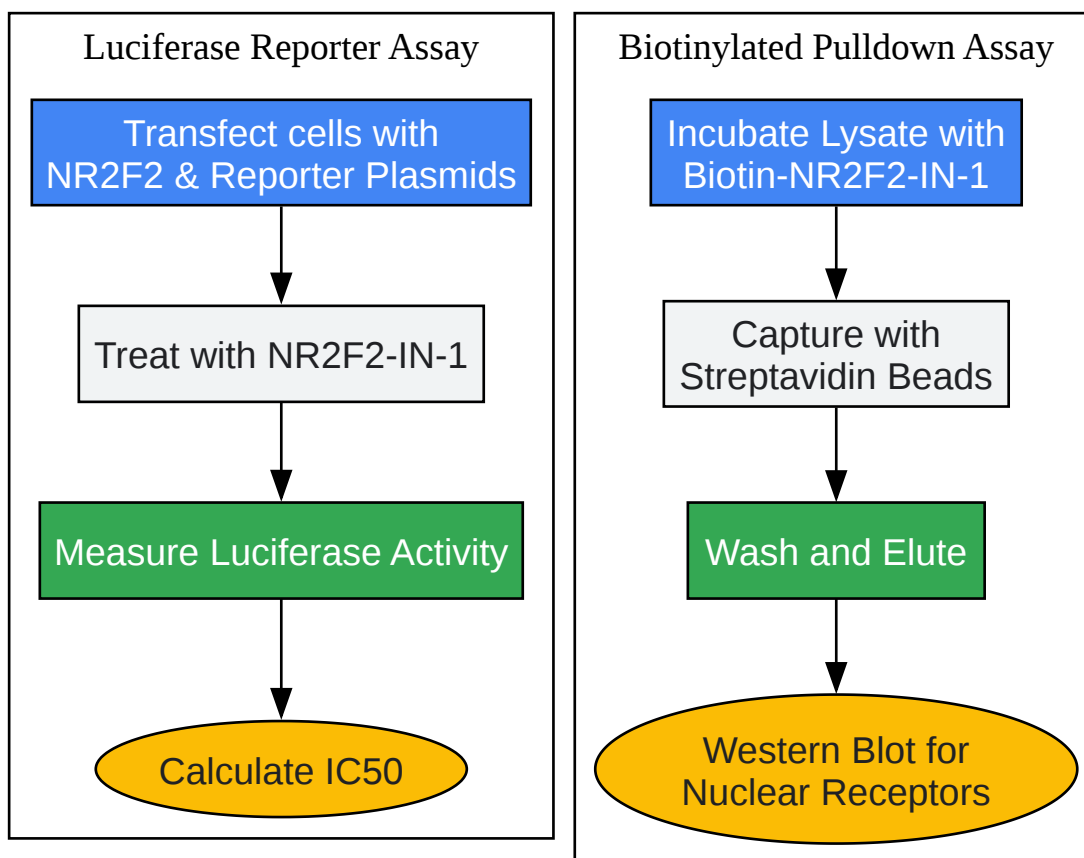 Luciferase Reporter Assay
Transfect cells with
NR2F2 & Reporter Plasmids
Treat with NR2F2-IN-1
Measure Luciferase Activity
Calculate IC50
Biotinylated Pulldown Assay
Incubate Lysate with
Biotin-NR2F2-IN-1
Capture with
Streptavidin Beads
Wash and Elute
Western Blot for
Nuclear Receptors